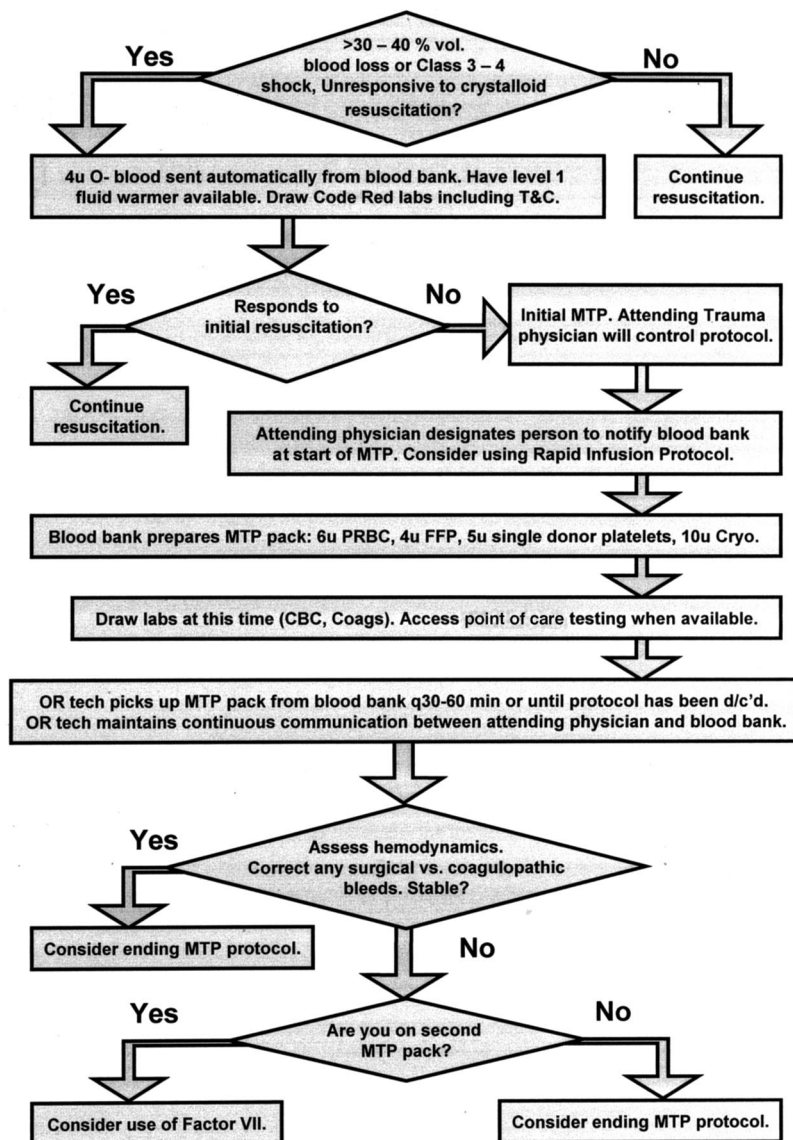 >30 – 40 % vol.
blood loss or Class 3 – 4
shock, Unresponsive to crystalloid
resuscitation?
Yes
No
4u O- blood sent automatically from blood bank. Have level 1
fluid warmer available. Draw Code Red labs including T&C.
Continue
resuscitation.
Responds to
initial resuscitation?
Yes
No
Continue
resuscitation.
Initial MTP. Attending Trauma
physician will control protocol.
Attending physician designates person to notify blood bank
at start of MTP. Consider using Rapid Infusion Protocol.
Blood bank prepares MTP pack: 6u PRBC, 4u FFP, 5u single donor platelets, 10u Cryo.
Draw labs at this time (CBC, Coags). Access point of care testing when available.
OR tech picks up MTP pack from blood bank q30-60 min or until protocol has been d/c'd.
OR tech maintains continuous communication between attending physician and blood bank.
Assess hemodynamics.
Correct any surgical vs. coagulopathic
bleeds. Stable?
Yes
No
Consider ending MTP protocol.
Are you on second
MTP pack?
Yes
No
Consider use of Factor VII.
Consider ending MTP protocol.